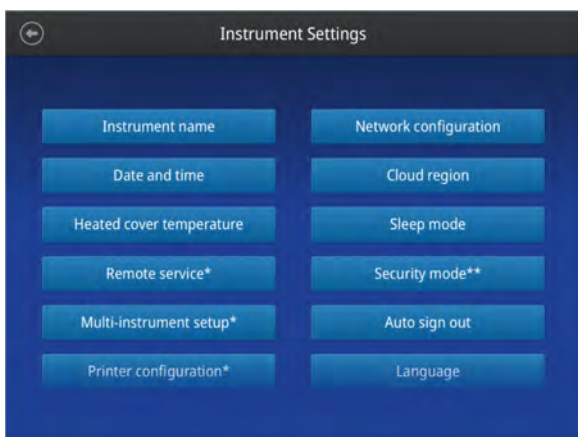 Instrument Settings
Instrument name
Network configuration
Date and time
Cloud region
Heated cover temperature
Sleep mode
Remote service*
Security mode**
Multi-instrument setup*
Auto sign out
Printer configuration*
Language